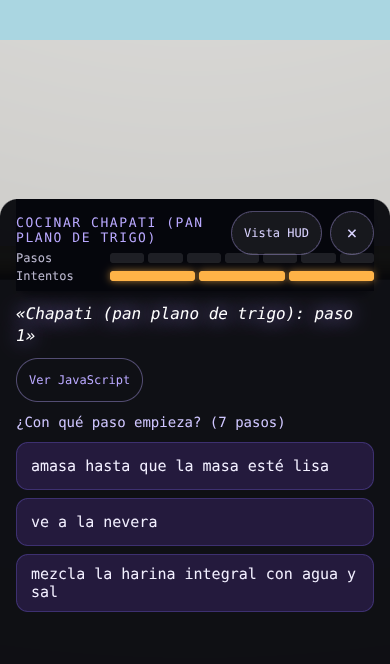 COCINAR CHAPATI (PAN
PLANO DE TRIGO)
Vista HUD
×
Pasos
Intentos
«Chapati (pan plano de trigo): paso
1»
Ver JavaScript
¿Con qué paso empieza? (7 pasos)
amasa hasta que la masa esté lisa
ve a la nevera
mezcla la harina integral con agua y
sal